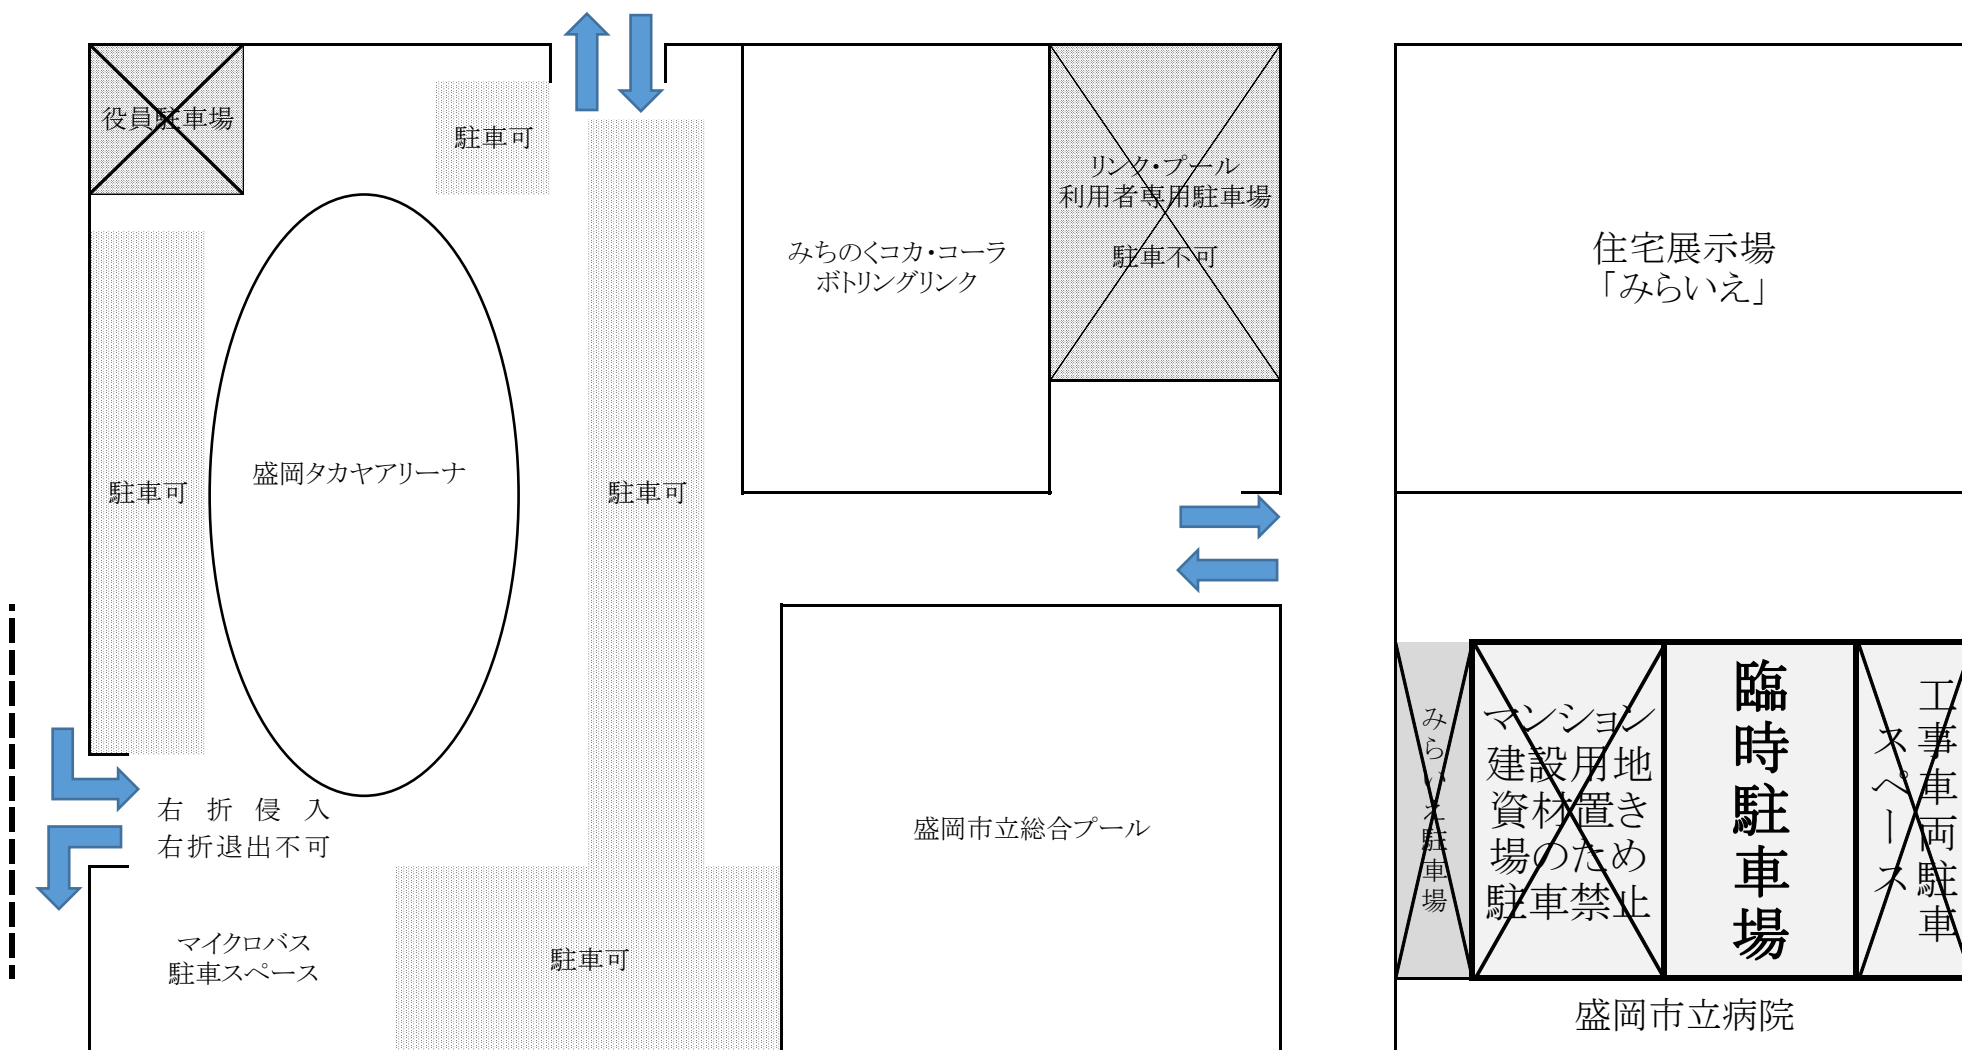 役員駐車場
駐車可
リンク・プール
利用者専用駐車場
駐車不可
みちのくコカ・コーラ
ボトリングリンク
住宅展示場
「みらいえ」
駐車可
盛岡タカヤアリーナ
駐車可
右折侵入
右折退出不可
盛岡市立総合プール
マイクロバス
駐車スペース
駐車可
みらいえ駐車場
マンション
建設用地
資材置き
場のため
駐車禁止
臨時駐車場
工事車両駐車
スペース
盛岡市立病院